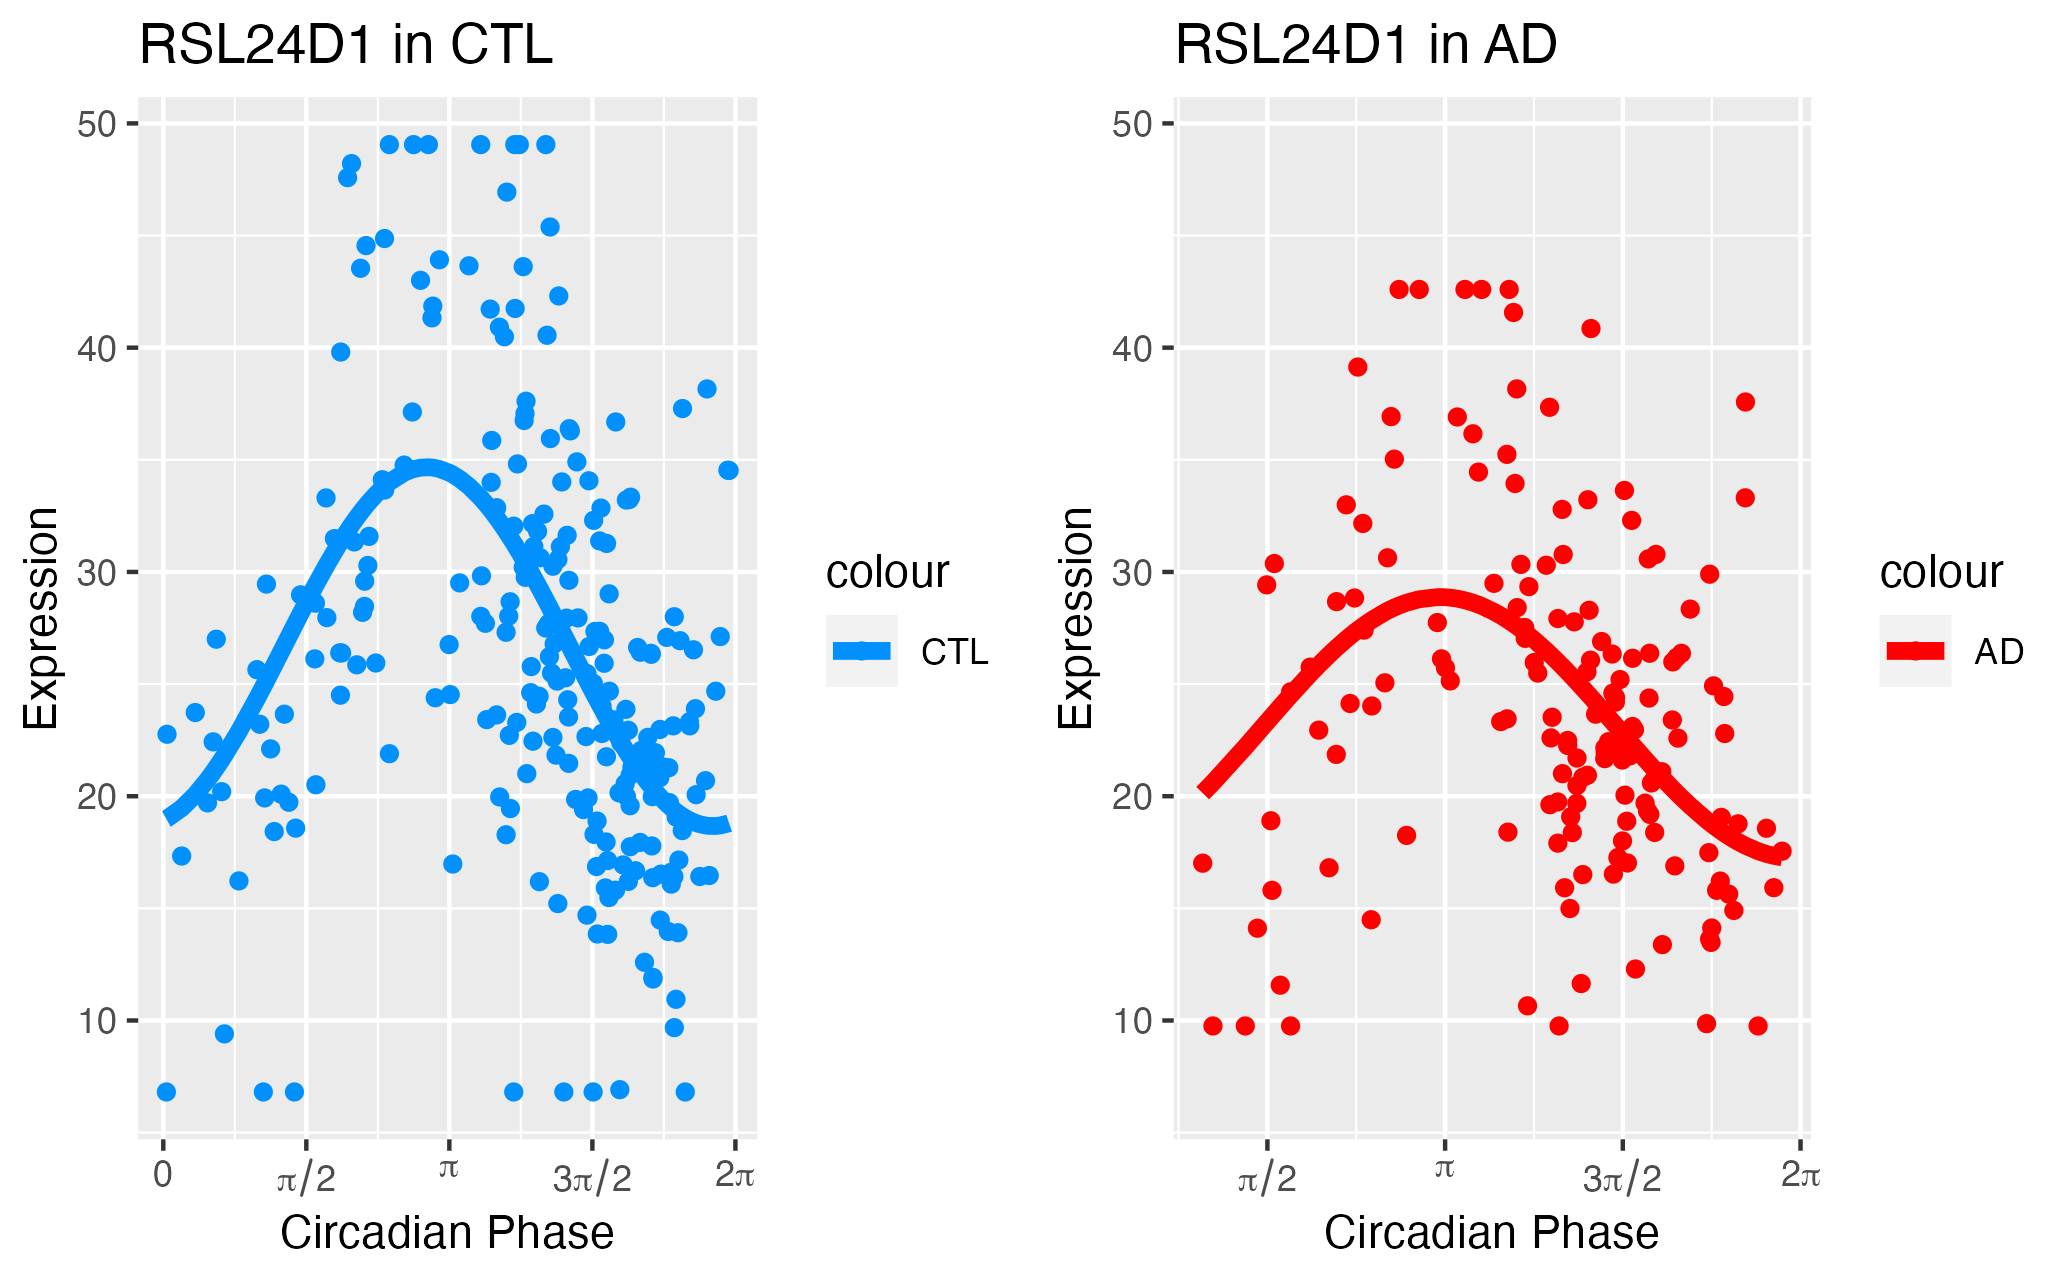 RSL24D1 in CTL
50
40
30
20
10
Expression
0 π/2 π 3π/2 2π
Circadian Phase
colour
CTL
RSL24D1 in AD
50
40
30
20
10
Expression
π/2 π 3π/2 2π
Circadian Phase
colour
AD